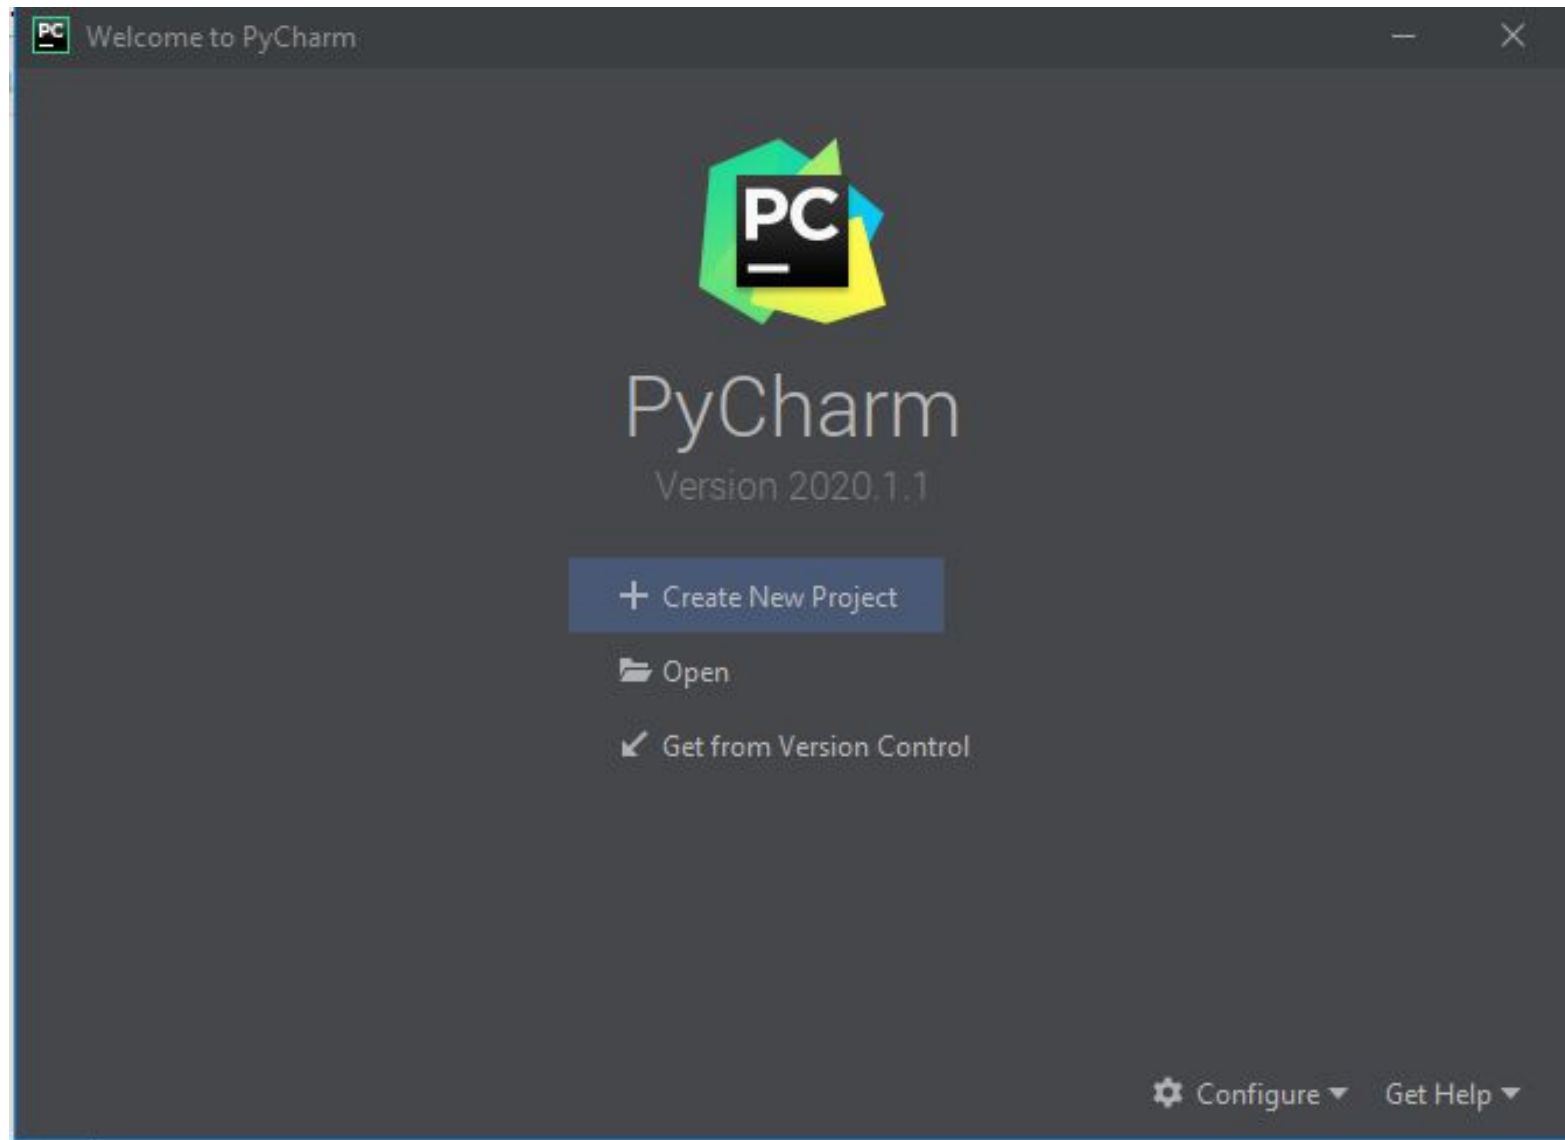 PC Welcome to PyCharm
PC
PyCharm
Version 2020.1.1
Create New Project
Open
Get from Version Control
Configure Get Help